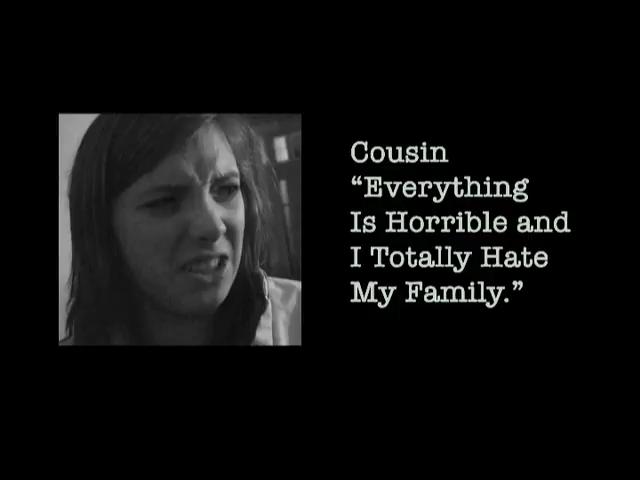 Cousin
“Everything
Is Horrible and
I Totally Hate
My Family.”